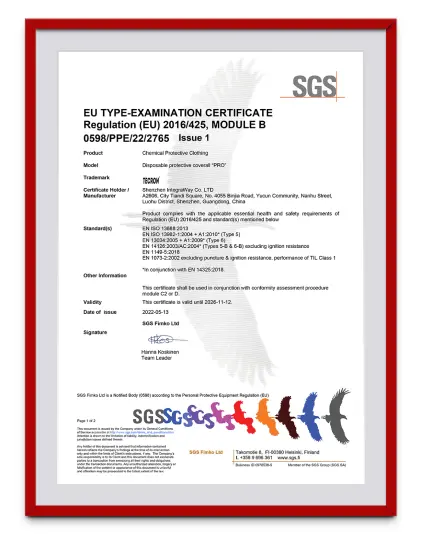 SGS
EU TYPE-EXAMINATION CERTIFICATE
Regulation (EU) 2016/425, MODULE B
0598/PPE/22/2765 Issue 1
Product Chemical Protective Clothing
Model Disposable protective coverall "PRO"
Trademark TECRON
Certificate Holder / Shenzhen IntegralWay Co. LTD
Manufacturer A2606, City Tiandi Square, No. 4055 Binjiang Road, Yucun Community, Nanhu Street,
Luohu District, Shenzhen, Guangdong, China
Product complies with the applicable essential health and safety requirements of
Regulation (EU) 2016/425 and standard(s) mentioned below
Standard(s) EN ISO 13688:2013
EN ISO 13982-1:2004 + A1:2010* (Type 5)
EN 13034:2005 + A1:2009* (Type 6)
EN 14126:2003/AC:2004* (Types 5-B & 6-B) excluding ignition resistance
EN 1149-5:2018
EN 1073-2:2002 excluding puncture & ignition resistance, performance of TIL Class 1
*In conjunction with EN 14325:2018.
Other Information
This certificate shall be used in conjunction with conformity assessment procedure
module C2 or D.
Validity This certificate is valid until 2026-11-12.
Date of issue 2022-05-13
SGS Fimko Ltd
Signature
Hanna Koskinen
Team Leader
SGS Fimko Ltd is a Notified Body (0598) according to the Personal Protective Equipment Regulation (EU)
Page 1 of 2
SGS
SGS Fimko Ltd Takomotie 8, FI-00380 Helsinki, Finland
t. +358 9 696 361 www.sgs.fi
Business ID 0978538-5 Member of the SGS Group (SGS SA)